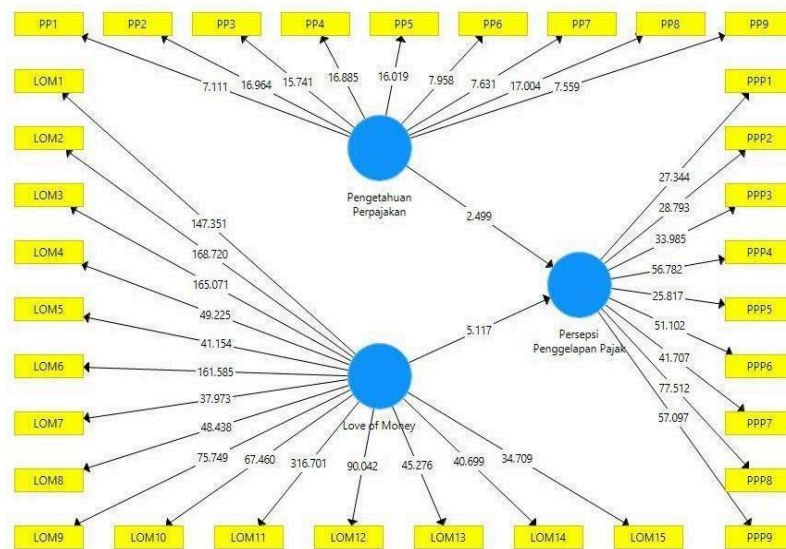 PP1
PP2
PP3
PP4
PP5
PP6
PP7
PP8
PP9
7.111
16.964
15.741
16.885
16.019
7.958
7.631
17.004
7.559
LOM1
LOM2
LOM3
LOM4
LOM5
LOM6
LOM7
LOM8
LOM9
LOM10
LOM11
LOM12
LOM13
LOM14
LOM15
147.351
168.720
165.071
49.225
41.154
161.585
37.973
48.438
75.749
67.460
316.701
90.042
45.276
40.699
34.709
Pengetahuan
Perpajakan
2.499
5.117
Love of Money
Persepsi
Penggelapan Pajak
27.344
28.793
33.985
56.782
25.817
51.102
41.707
77.512
57.097
PPP1
PPP2
PPP3
PPP4
PPP5
PPP6
PPP7
PPP8
PPP9